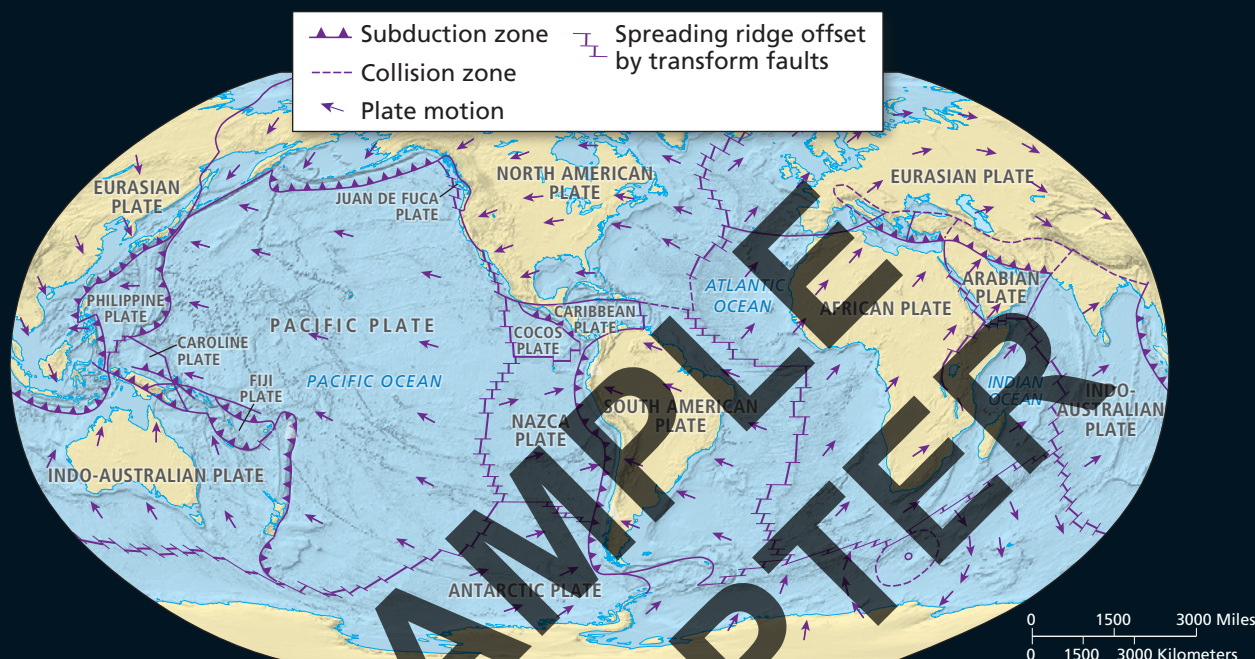 Subduction zone
Collision zone
Plate motion
Spreading ridge offset
by transform faults
EURASIAN
PLATE
JUAN DE FUCA
PLATE
NORTH AMERICAN
PLATE
EURASIAN PLATE
PHILIPPINE
PLATE
PACIFIC PLATE
CAROLINE
PLATE
FIJI
PLATE
PACIFIC OCEAN
COCOS
PLATE
CARIBBEAN
PLATE
ATLANTIC
OCEAN
AFRICAN PLATE
ARABIAN
PLATE
INDIAN
OCEAN
INDO-
AUSTRALIAN
PLATE
NAZCA
PLATE
SOUTH AMERICAN
PLATE
INDO-AUSTRALIAN PLATE
ANTARCTIC PLATE
0 1500 3000 Miles
0 1500 3000 Kilometers
AMPLE
PTER